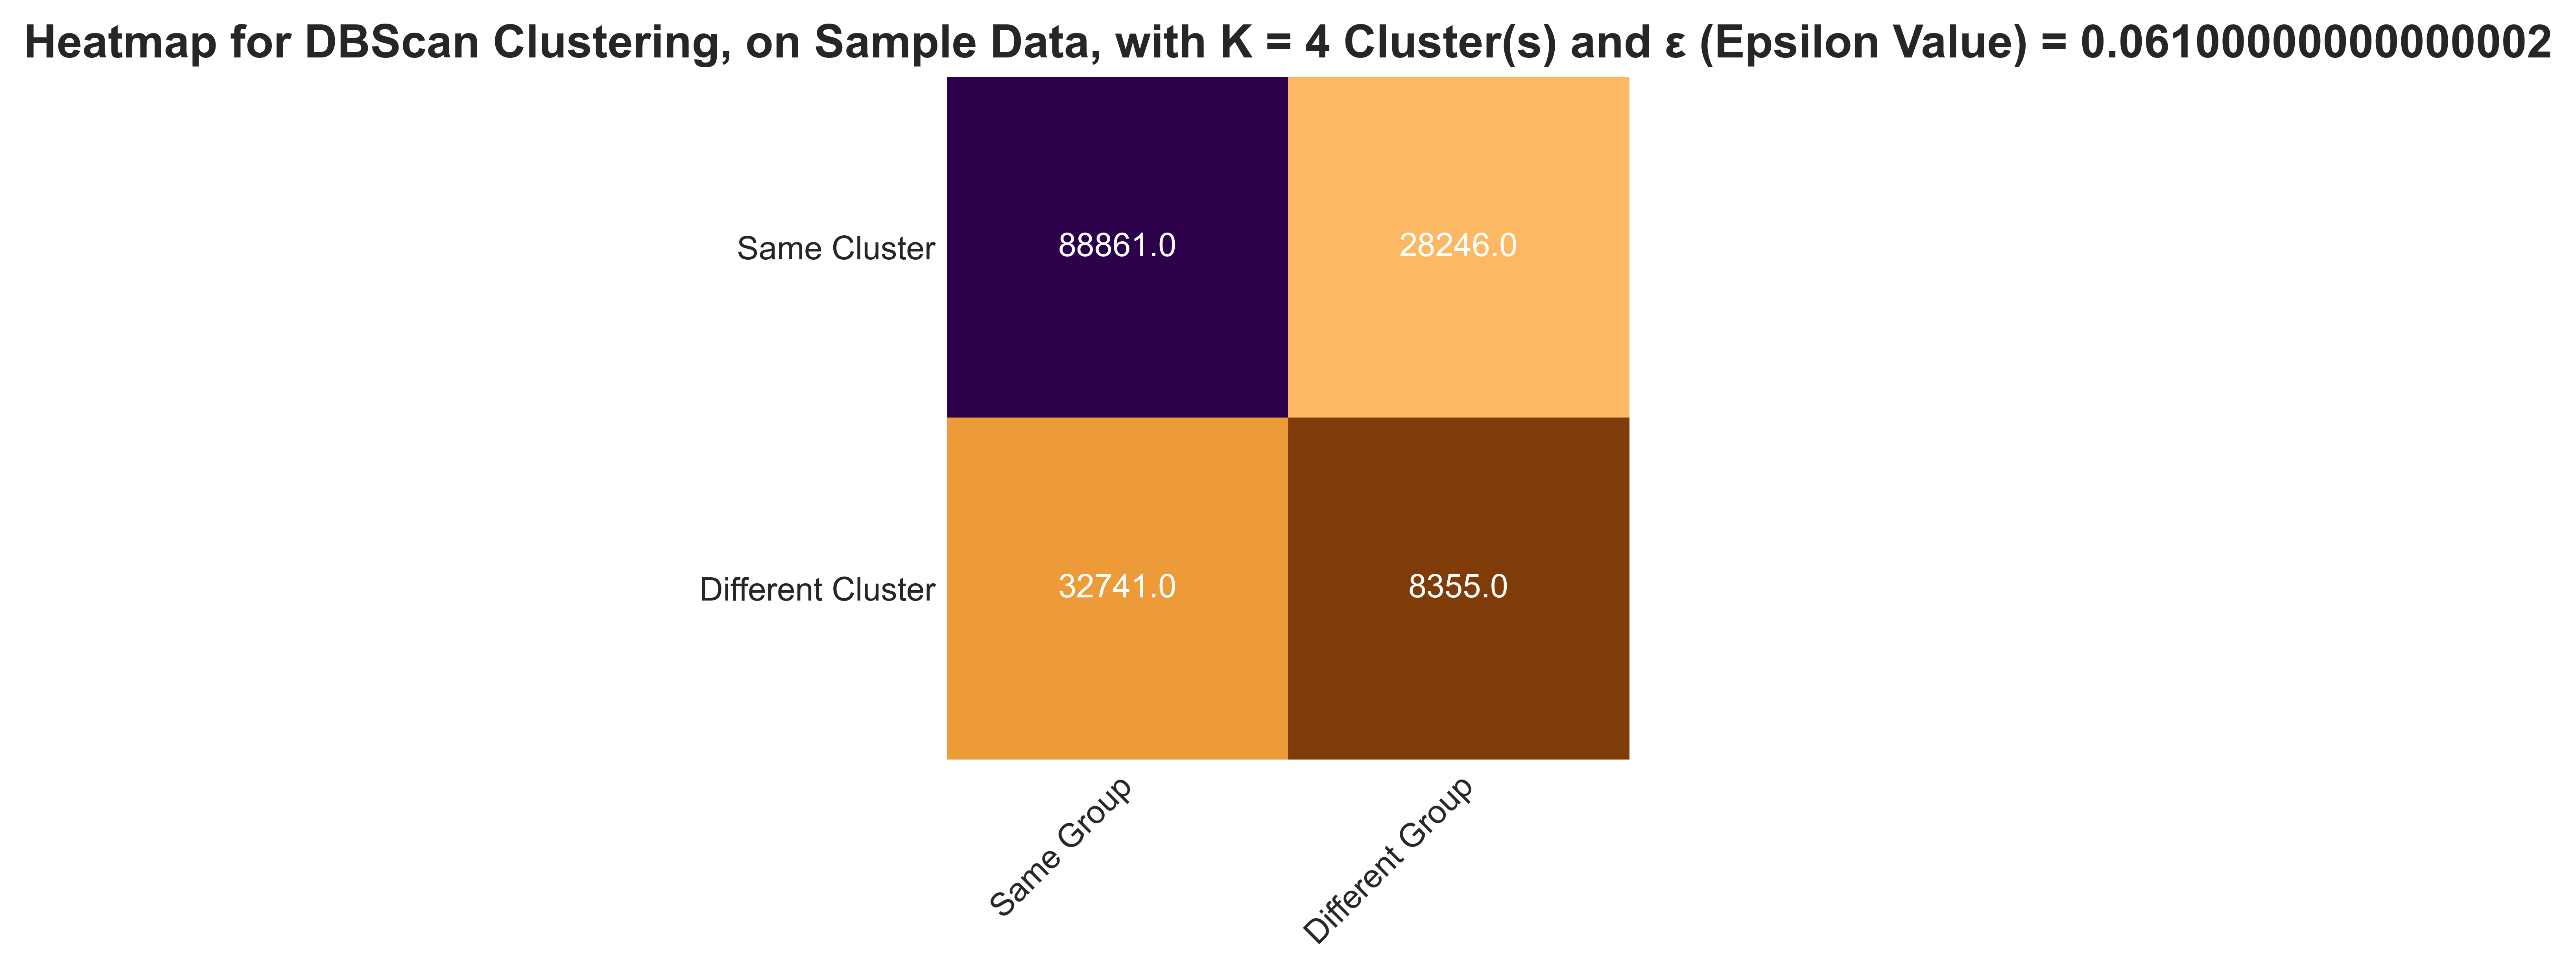 Heatmap for DBScan Clustering, on Sample Data, with K = 4 Cluster(s) and ε (Epsilon Value) = 0.06100000000000002
Same Cluster
88861.0
28246.0
Different Cluster
32741.0
8355.0
Same Group
Different Group